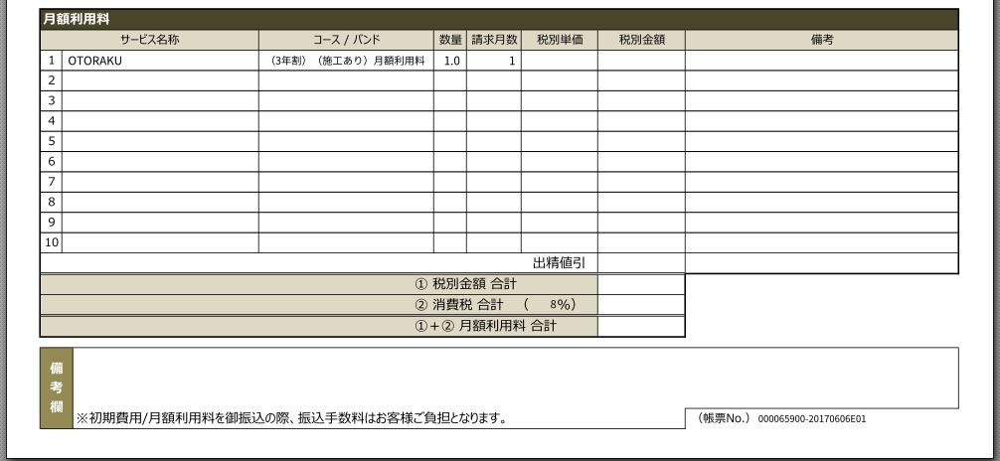 月額利用料
サービス名称 コース / バンド 数量 請求月数 税別単価 税別金額 備考
1 OTORAKU （3年割）（施工あり）月額利用料 1.0 1
2
3
4
5
6
7
8
9
10
出精値引
① 税別金額 合計
② 消費税 合計 （ 8%）
①＋② 月額利用料 合計
備考欄
※初期費用/月額利用料を御振込の際、振込手数料はお客様ご負担となります。
（帳票No.） 000065900-20170606E01